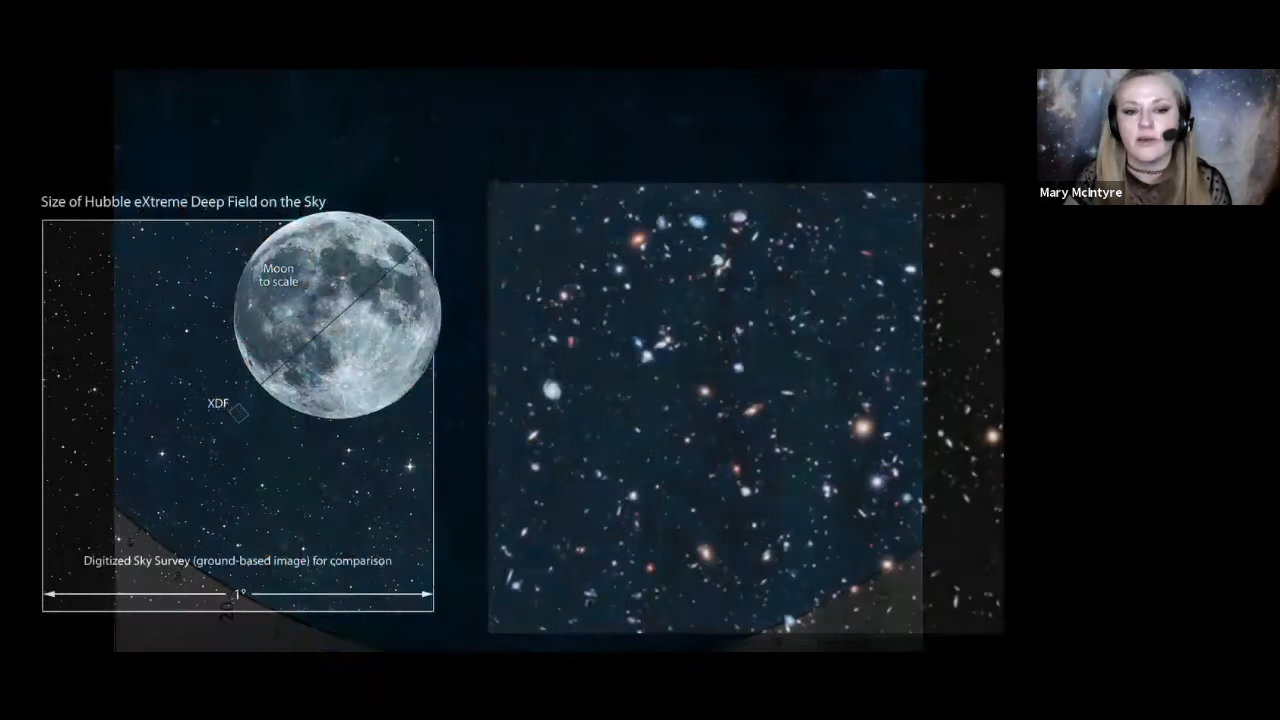 Size of Hubble eXtreme Deep Field on the Sky
Moon
to scale
XDF
Digitized Sky Survey (ground-based image) for comparison
1°
20
Mary McIntyre